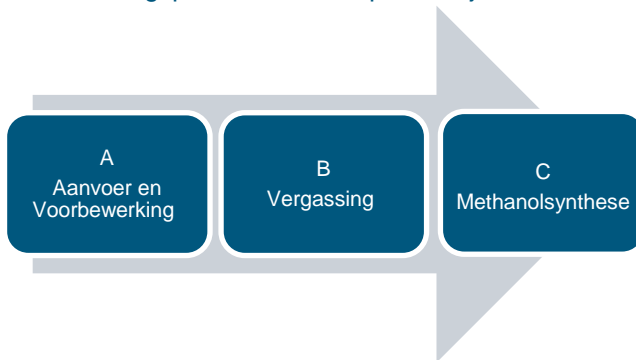 A
Aanvoer en
Voorbewerking
B
Vergassing
C
Methanolsynthese